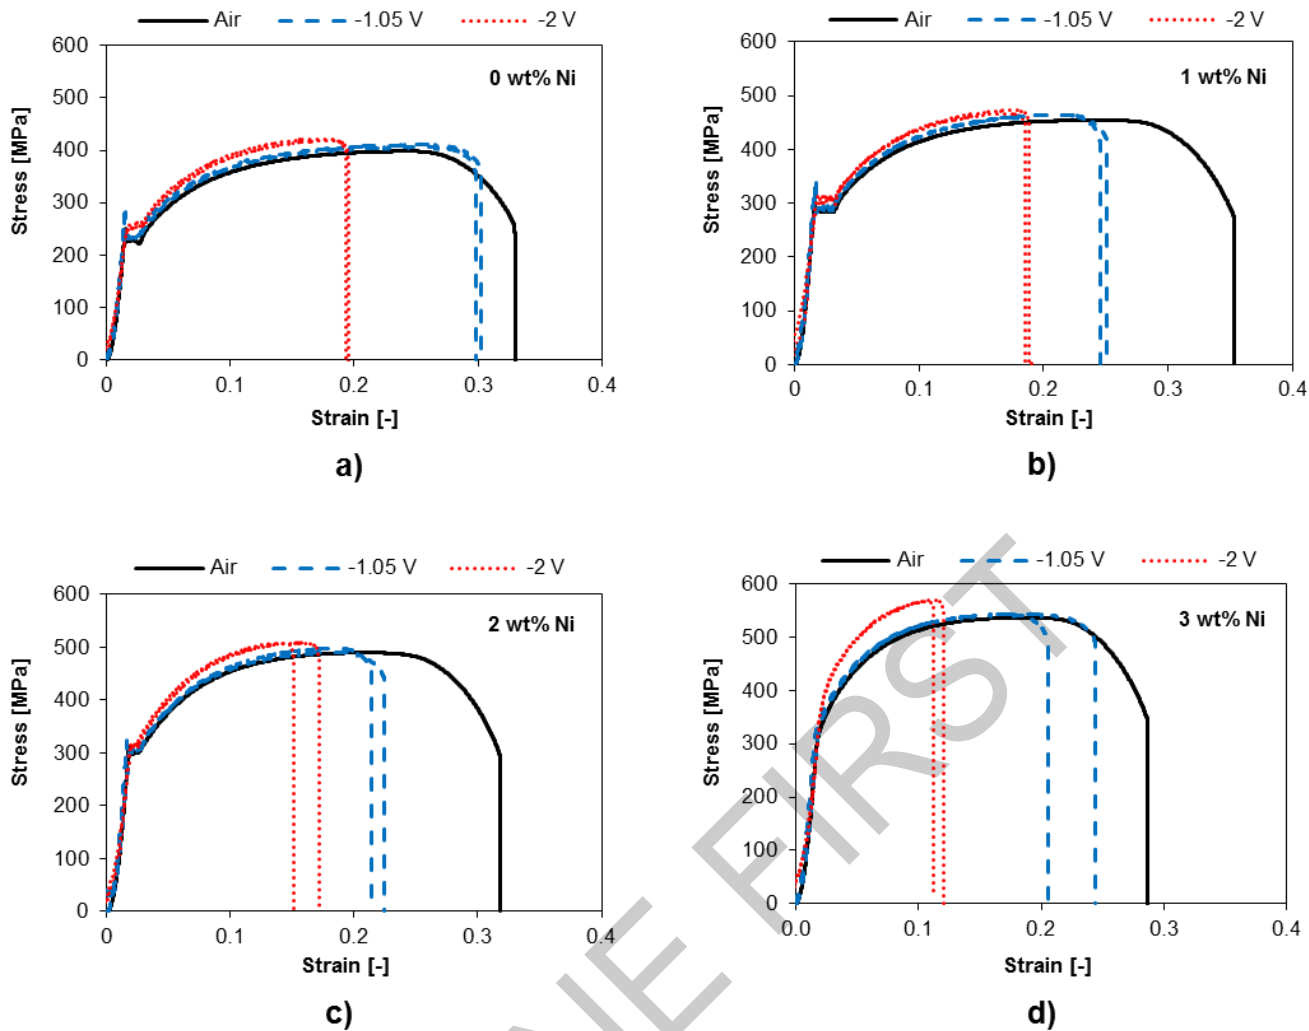 Air -1.05 V -2 V
600
500
400
300
200
100
0
0 0.1 0.2 0.3 0.4
Stress [MPa]
Strain [-]
0 wt% Ni
a)
Air -1.05 V -2 V
600
500
400
300
200
100
0
0 0.1 0.2 0.3 0.4
Stress [MPa]
Strain [-]
1 wt% Ni
b)
Air -1.05 V -2 V
600
500
400
300
200
100
0
0 0.1 0.2 0.3 0.4
Stress [MPa]
Strain [-]
2 wt% Ni
c)
Air -1.05 V -2 V
600
500
400
300
200
100
0
0.0 0.1 0.2 0.3 0.4
Stress [MPa]
Strain [-]
3 wt% Ni
d)
NE FIRST